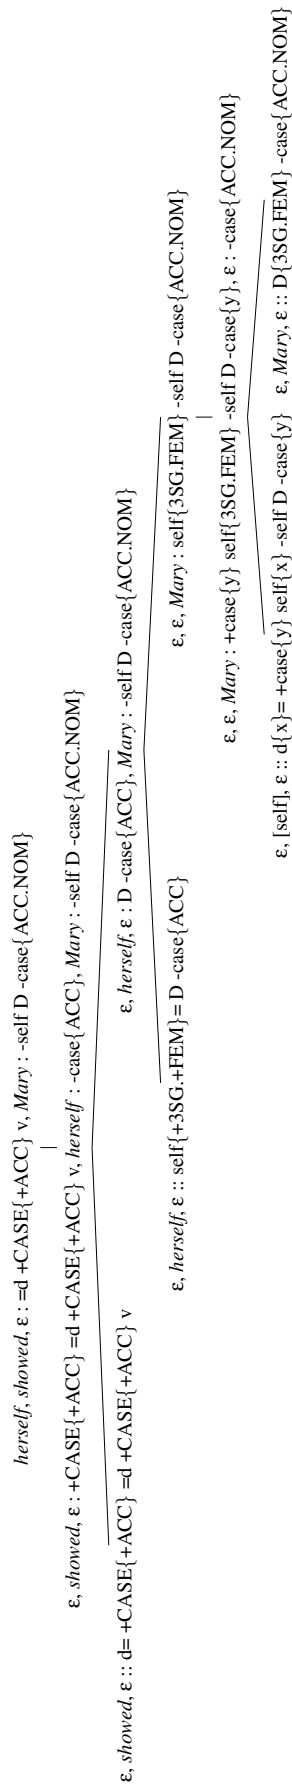 herself, showed, ε : =d +CASE{+ACC} v, Mary : -self D -case{ACC.NOM}
ε, showed, ε : +CASE{+ACC} =d +CASE{+ACC} v, herself : -case{ACC}, Mary : -self D -case{ACC.NOM}
ε, showed, ε :: d= +CASE{+ACC} =d +CASE{+ACC} v
ε, herself, ε : D -case{ACC}, Mary : -self D -case{ACC.NOM}
ε, herself, ε :: self{+3SG.+FEM}= D -case{ACC}
ε, ε, Mary : self{3SG.FEM} -self D -case{ACC.NOM}
ε, ε, Mary : +case{y} self{3SG.FEM} -self D -case{y}, ε : -case{ACC.NOM}
ε, [self], ε :: d{x}= +case{y} self{x} -self D -case{y}
ε, Mary, ε :: D{3SG.FEM} -case{ACC.NOM}